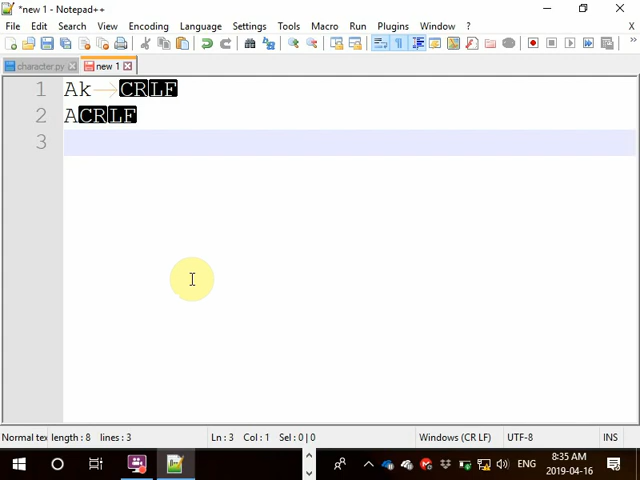 *new 1 - Notepad++
File Edit Search View Encoding Language Settings Tools Macro Run Plugins Window ? X
character.py new 1
1 Ak →CRLF
2 ACRLF
3
Normal tex length : 8 lines : 3 Ln : 3 Col : 1 Sel : 0 | 0 Windows (CR LF) UTF-8 INS
ENG 8:35 AM
2019-04-16